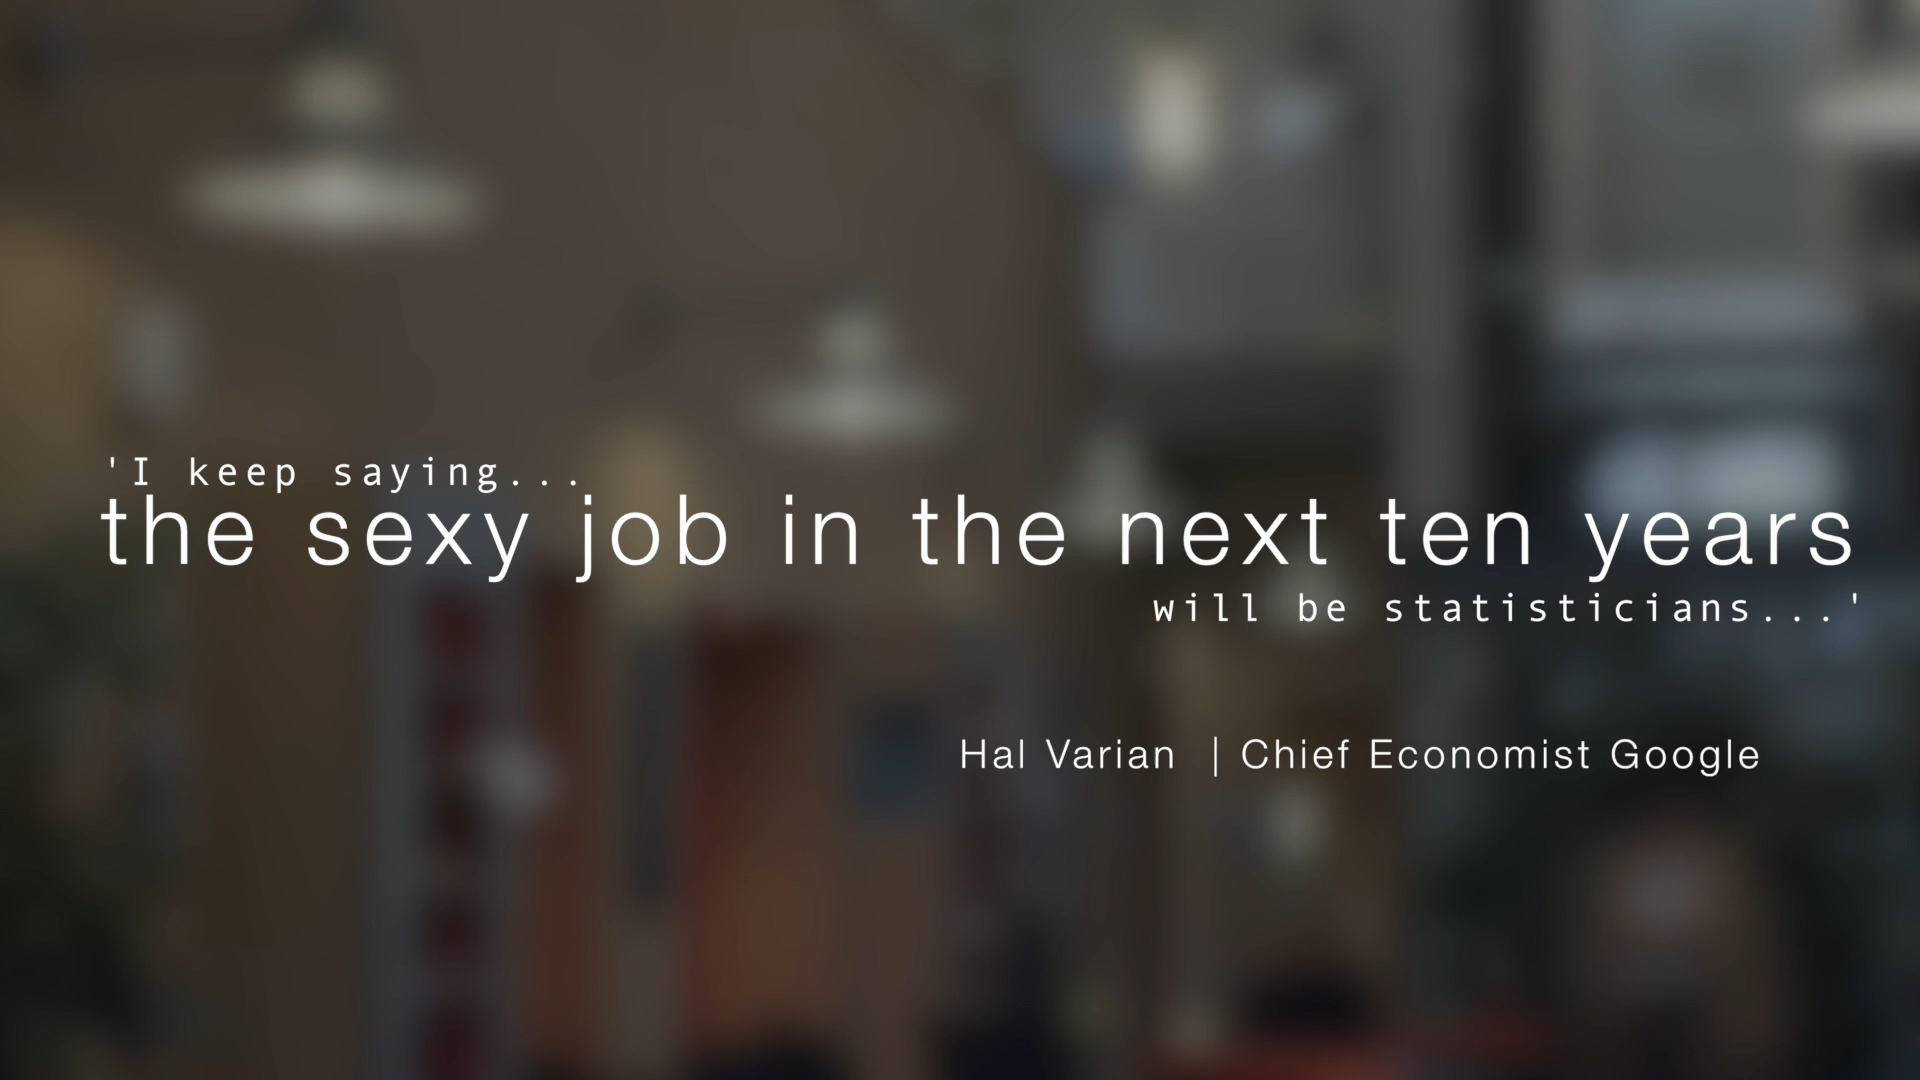 'I keep saying...
the sexy job in the next ten years
will be statisticians...'
Hal Varian | Chief Economist Google